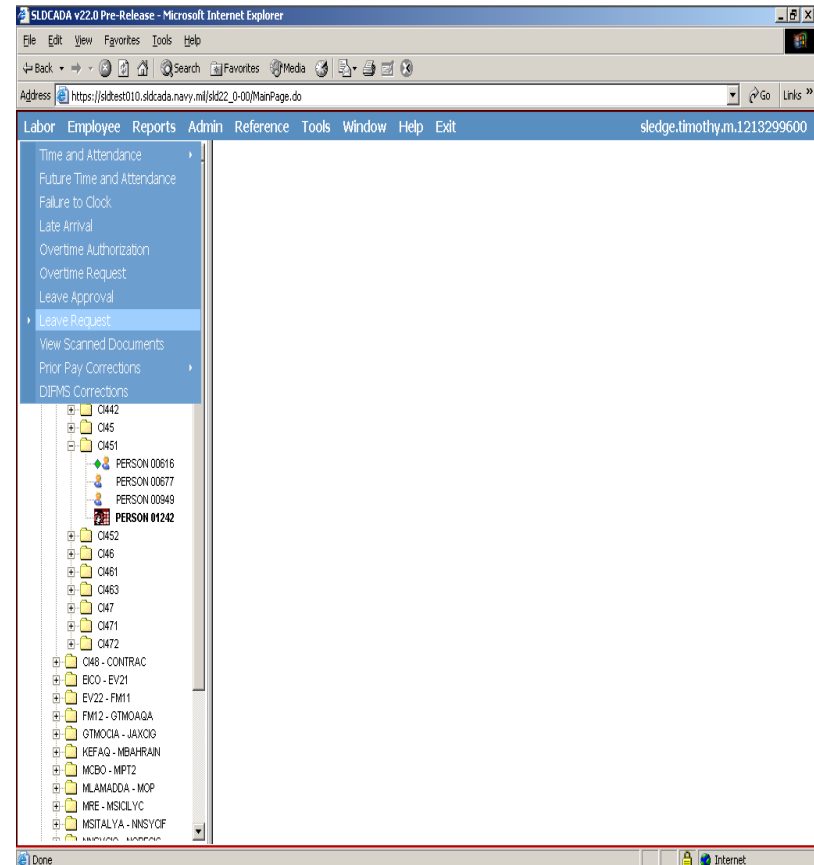 SLDCADA v22.0 Pre-Release - Microsoft Internet Explorer
File Edit View Favorites Tools Help
Back Search Favorites Media
Address https://sldtest010.sldcada.navy.mil/sld22_0-00/MainPage.do Go Links »
Labor Employee Reports Admin Reference Tools Window Help Exit sledge.timothy.m.1213299600
Time and Attendance
Future Time and Attendance
Failure to Clock
Late Arrival
Overtime Authorization
Overtime Request
Leave Approval
Leave Request
View Scanned Documents
Prior Pay Corrections
DIFMS Corrections
CI442
CI45
CI451
PERSON 00616
PERSON 00677
PERSON 00949
PERSON 01242
CI452
CI46
CI461
CI463
CI47
CI471
CI472
CI48 - CONTRAC
EICO - EV21
EV22 - FM11
FM12 - GTMOAQA
GTMOCIA - JAXCIG
KEFAQ - MBAHRAIN
MCBO - MPT2
MLAMADDA - MOP
MRE - MSICILYC
MSITALYA - NNSYCIF
Done Internet